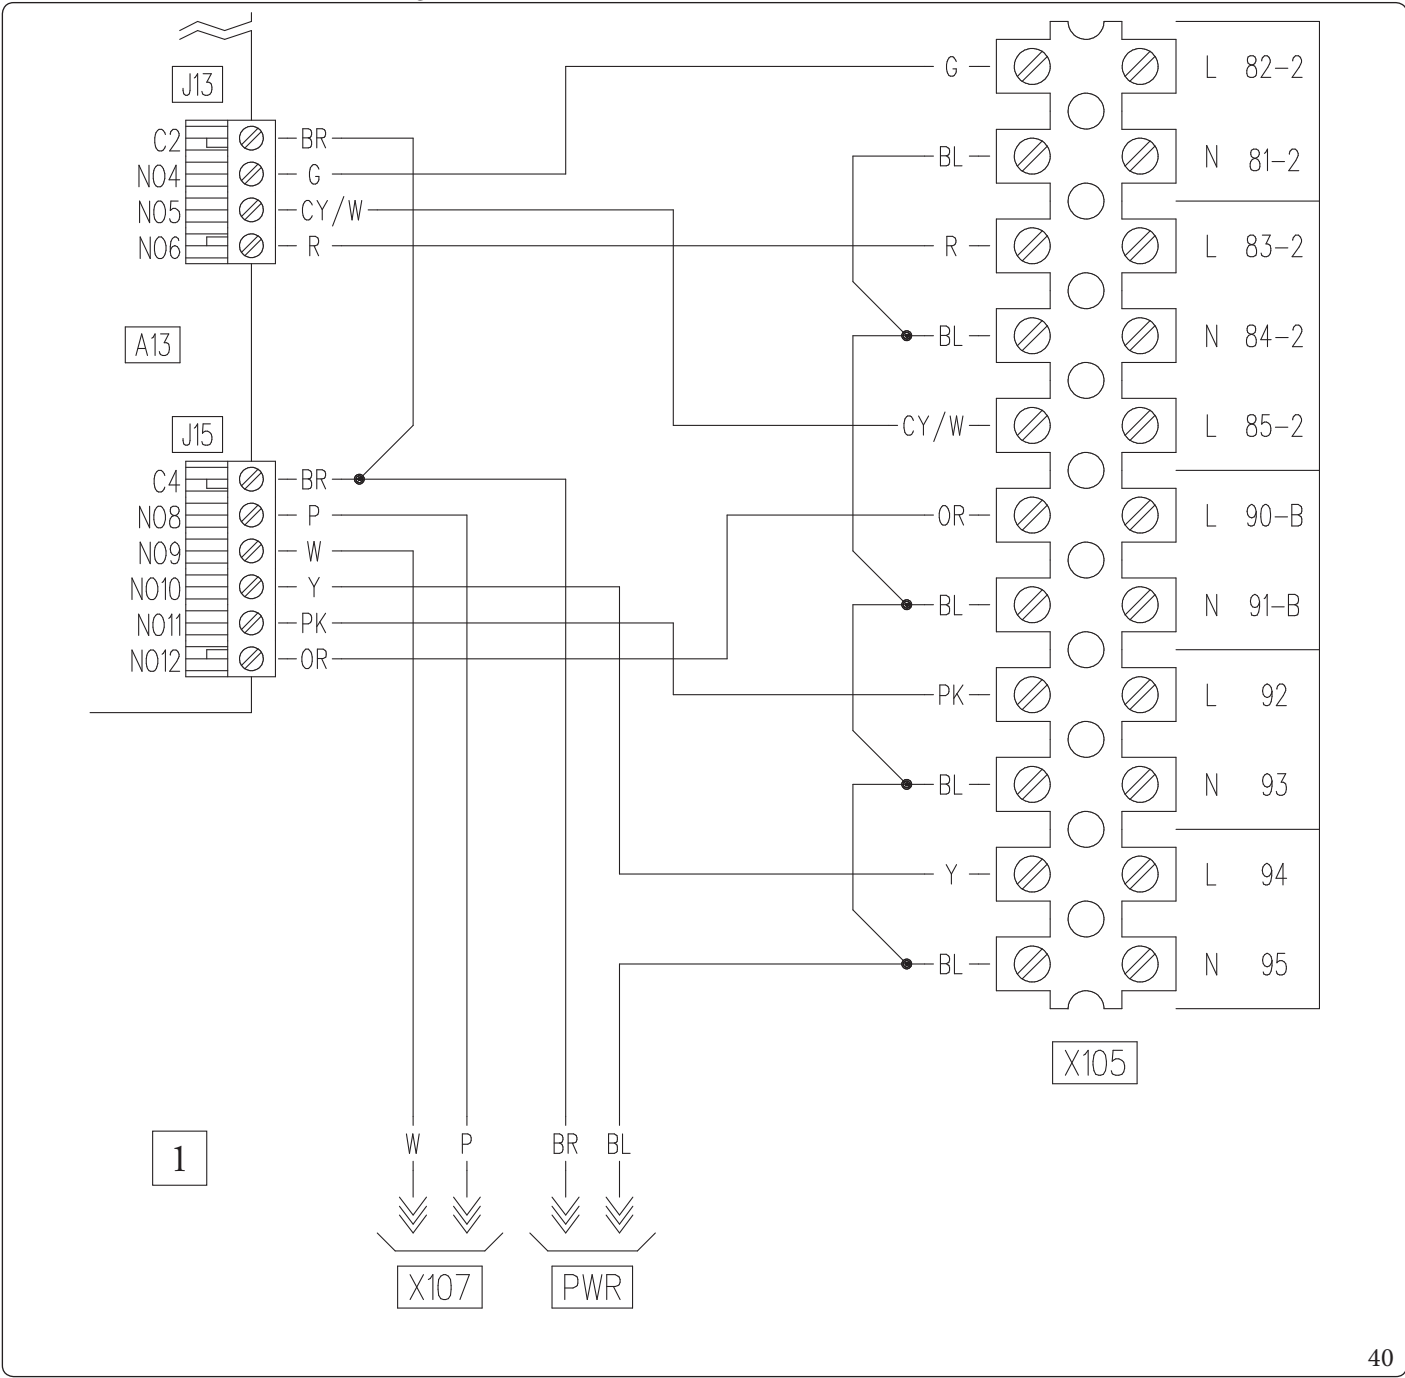 J13
C2 BR
NO4 G
NO5 CY/W
NO6 R
A13
J15
C4 BR
NO8 P
NO9 W
NO10 Y
NO11 PK
NO12 OR
G L 82-2
BL N 81-2
R L 83-2
BL N 84-2
CY/W L 85-2
OR L 90-B
BL N 91-B
PK L 92
BL N 93
Y L 94
BL N 95
X105
1
W P BR BL
X107 PWR
40